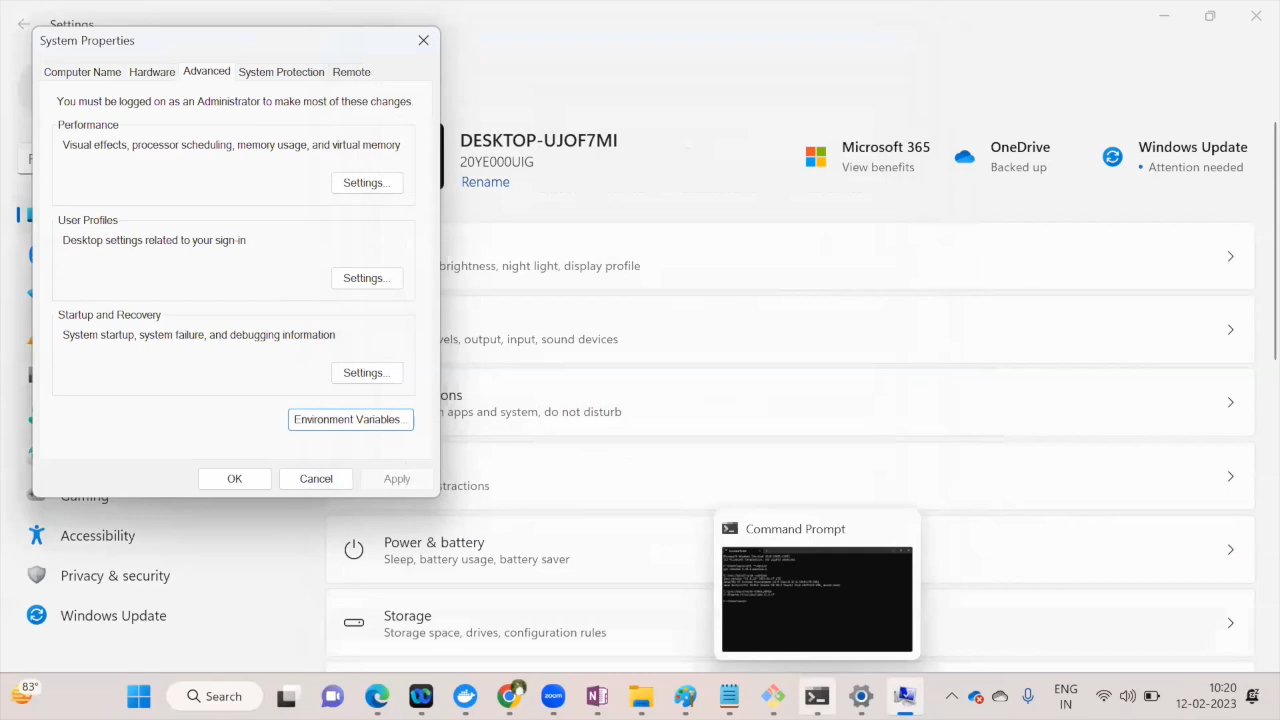 Settings
System Properties
Computer Name Hardware Advanced System Protection Remote
You must be logged on as an Administrator to make most of these changes.
Performance
Visual effects, processor scheduling, memory usage, and virtual memory
Settings...
User Profiles
Desktop settings related to your sign-in
Settings...
Startup and Recovery
System startup, system failure, and debugging information
Settings...
Environment Variables...
OK Cancel Apply
DESKTOP-UJOF7MI
20YE000UIG
Rename
Microsoft 365
View benefits
OneDrive
Backed up
Windows Update
• Attention needed
brightness, night light, display profile
output, input, sound devices
apps and system, do not disturb
Gaming
Accessibility
& battery
Sleep, battery usage, battery saver
Privacy & security
Windows Update
Storage
Storage space, drives, configuration rules
Command Prompt
83°
Search
zoom
ENG
IN
10:20
12-02-2023